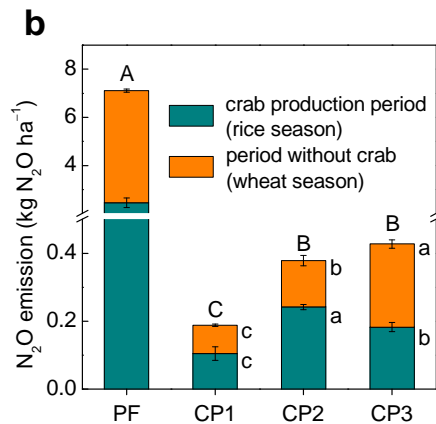 b
N₂O emission (kg N₂O ha⁻¹)
8
6
4
0.4
0.2
0.0
crab production period
(rice season)
period without crab
(wheat season)
A
C
c
c
B
b
a
B
a
b
PF
CP1
CP2
CP3